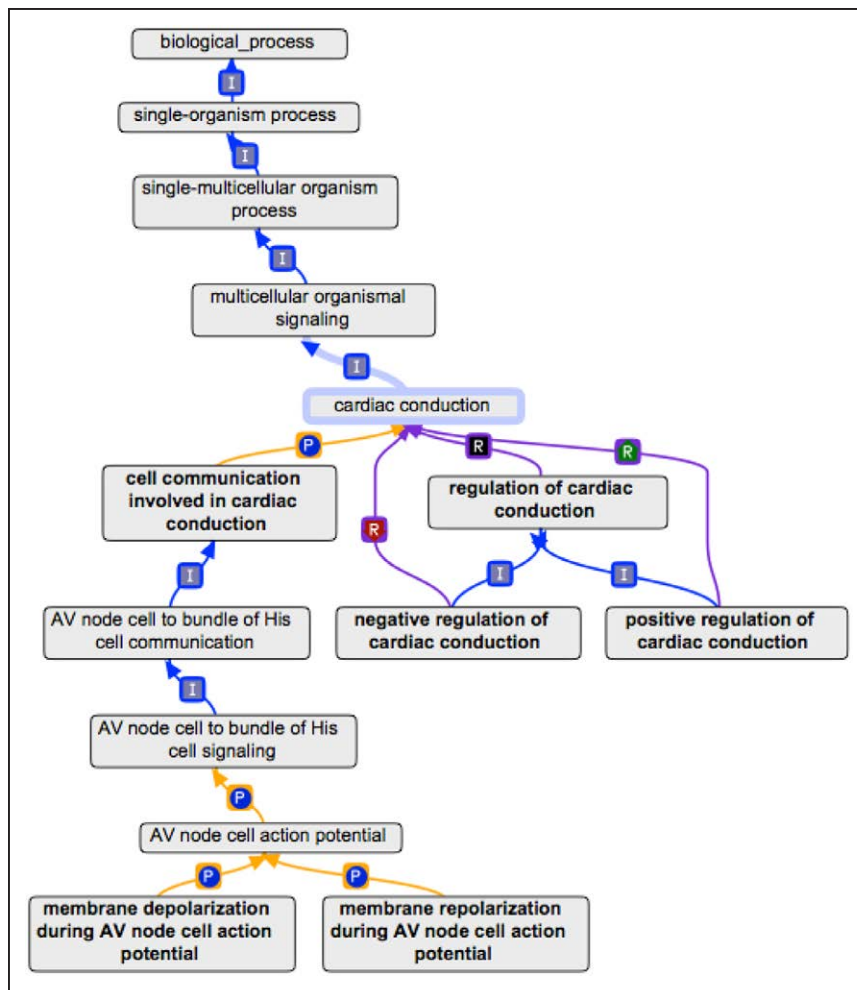 biological_process
I
single-organism process
I
single-multicellular organism
process
I
multicellular organismal
signaling
I
cardiac conduction
P
R
R
cell communication
involved in cardiac
conduction
regulation of cardiac
conduction
R
I
I
I
AV node cell to bundle of His
cell communication
negative regulation of
cardiac conduction
positive regulation of
cardiac conduction
I
AV node cell to bundle of His
cell signaling
P
AV node cell action potential
P
P
membrane depolarization
during AV node cell action
potential
membrane repolarization
during AV node cell action
potential